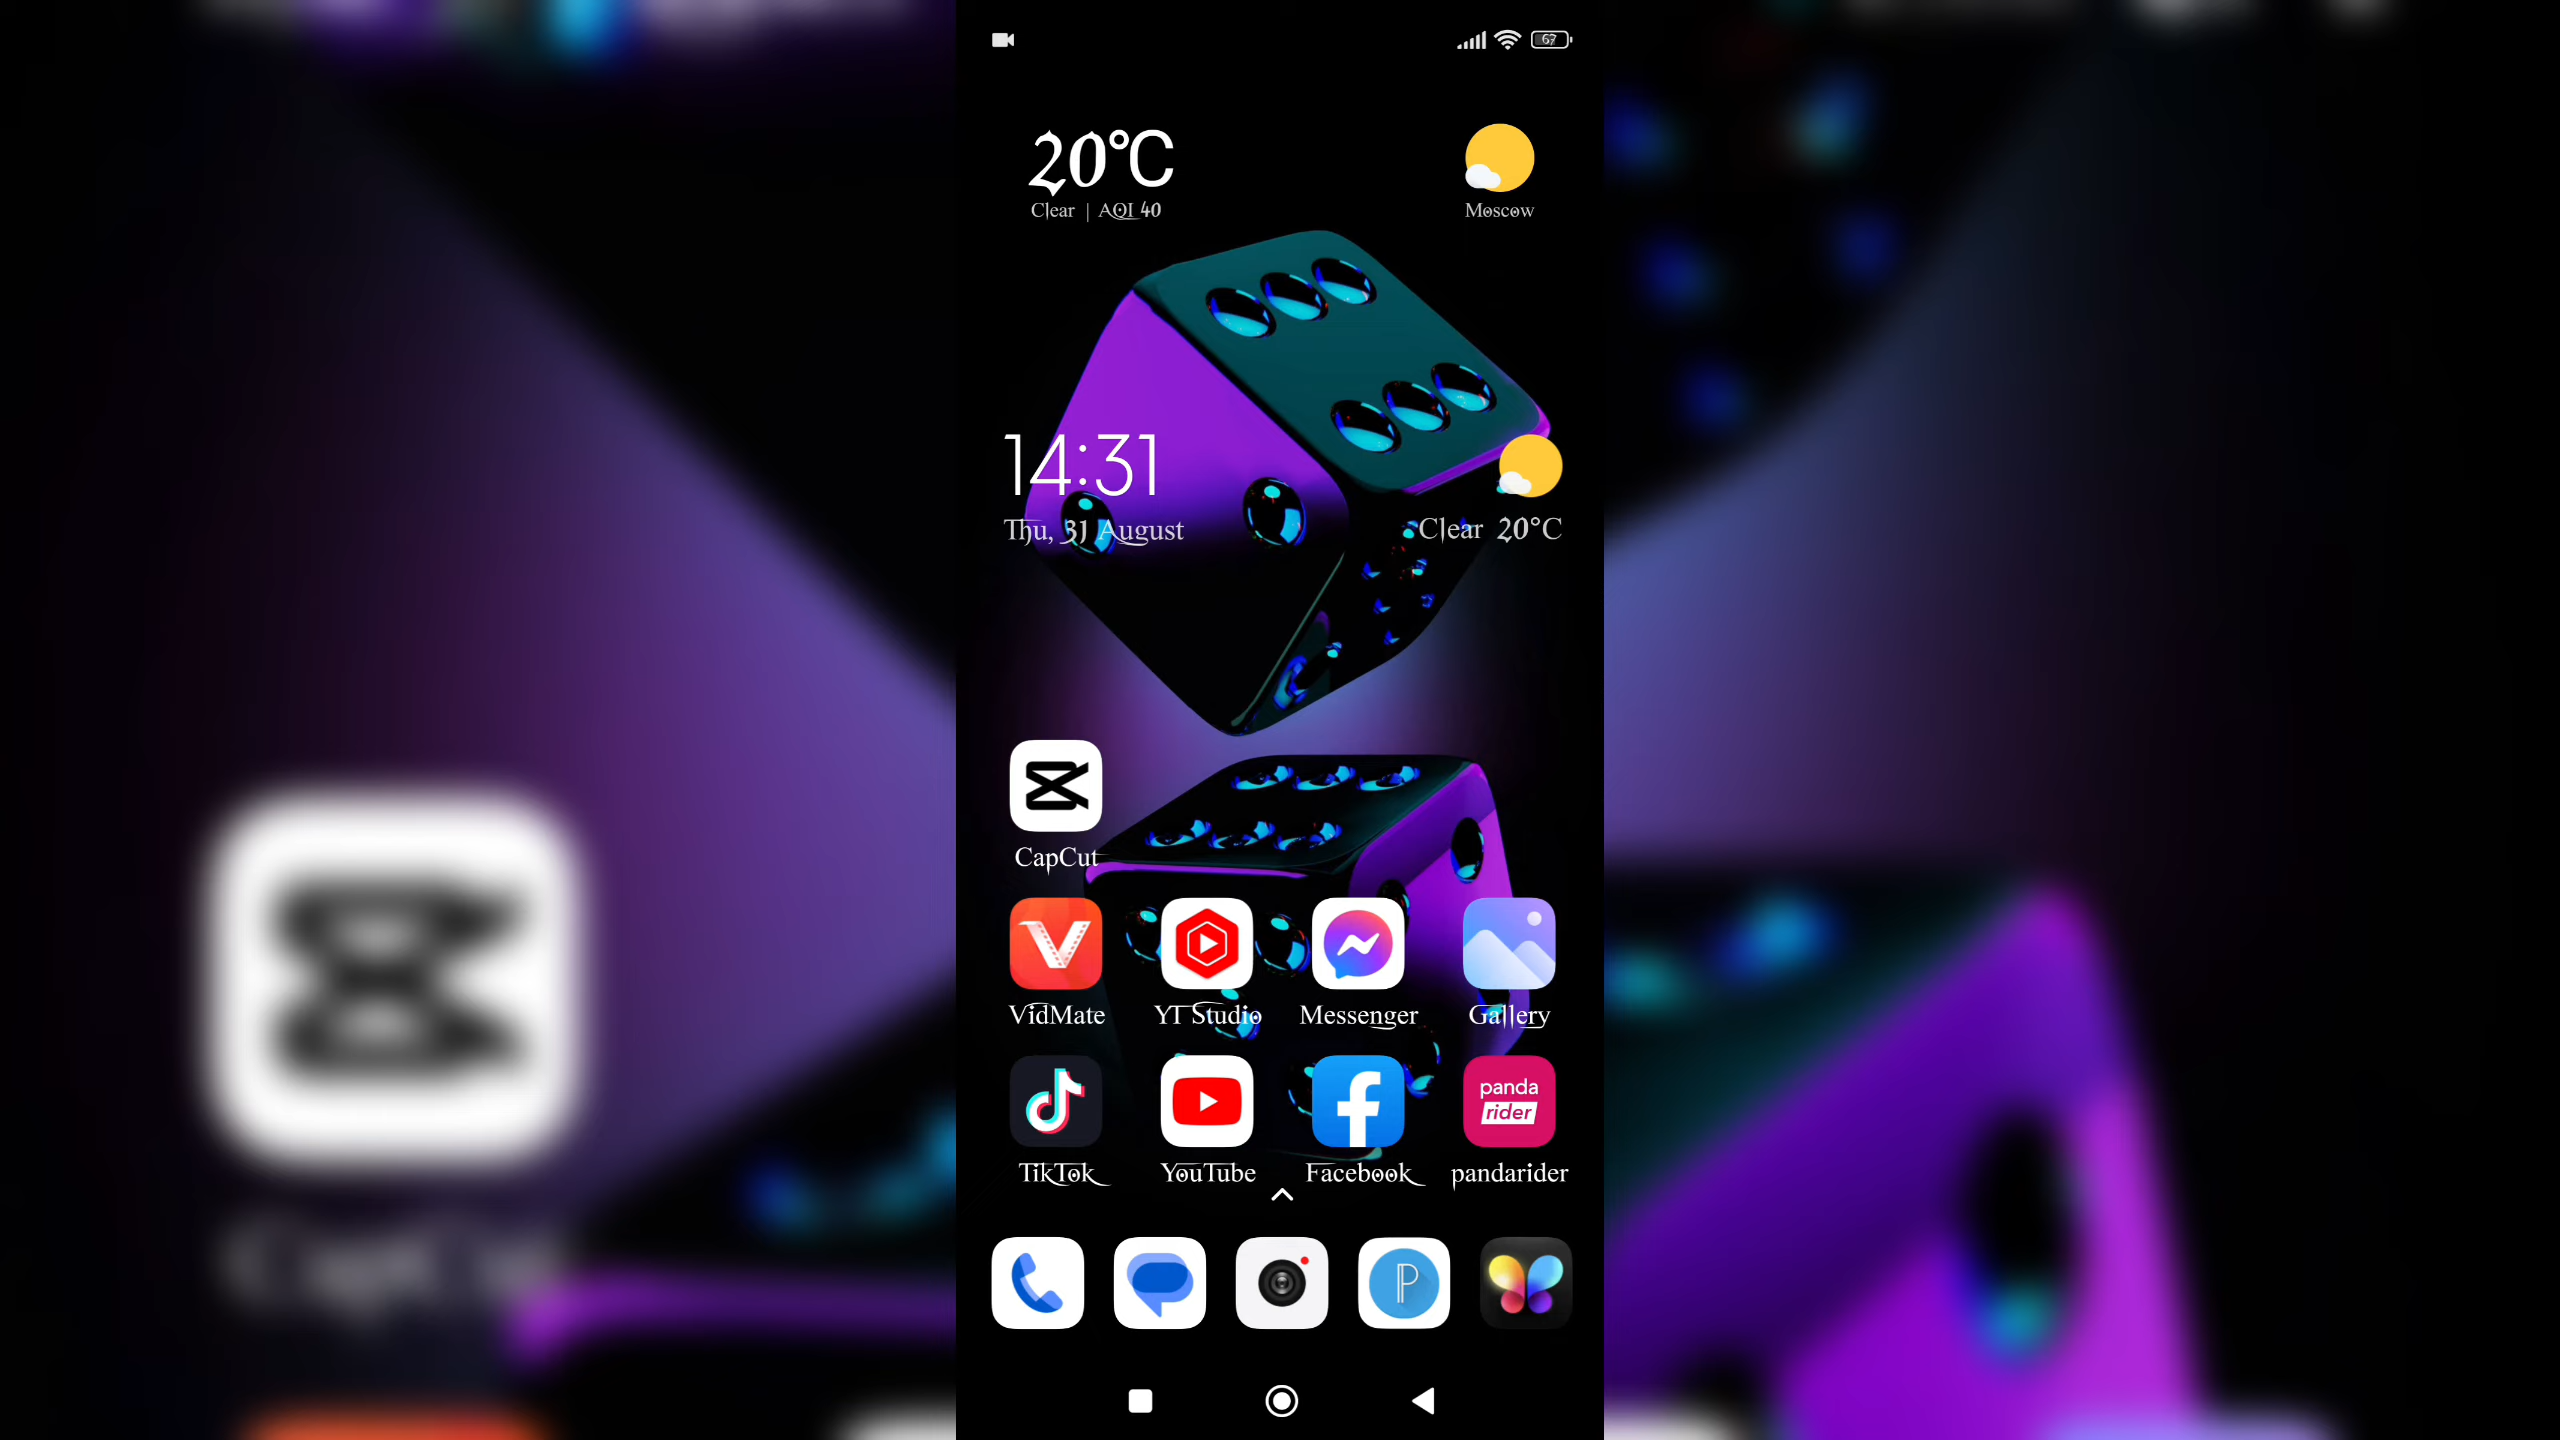 67
20°C
Clear | AQI 40
Moscow
14:31
Thu, 31 August
Clear 20°C
CapCut
VidMate
YT Studio
Messenger
Gallery
panda
rider
TikTok
YouTube
Facebook
pandarider